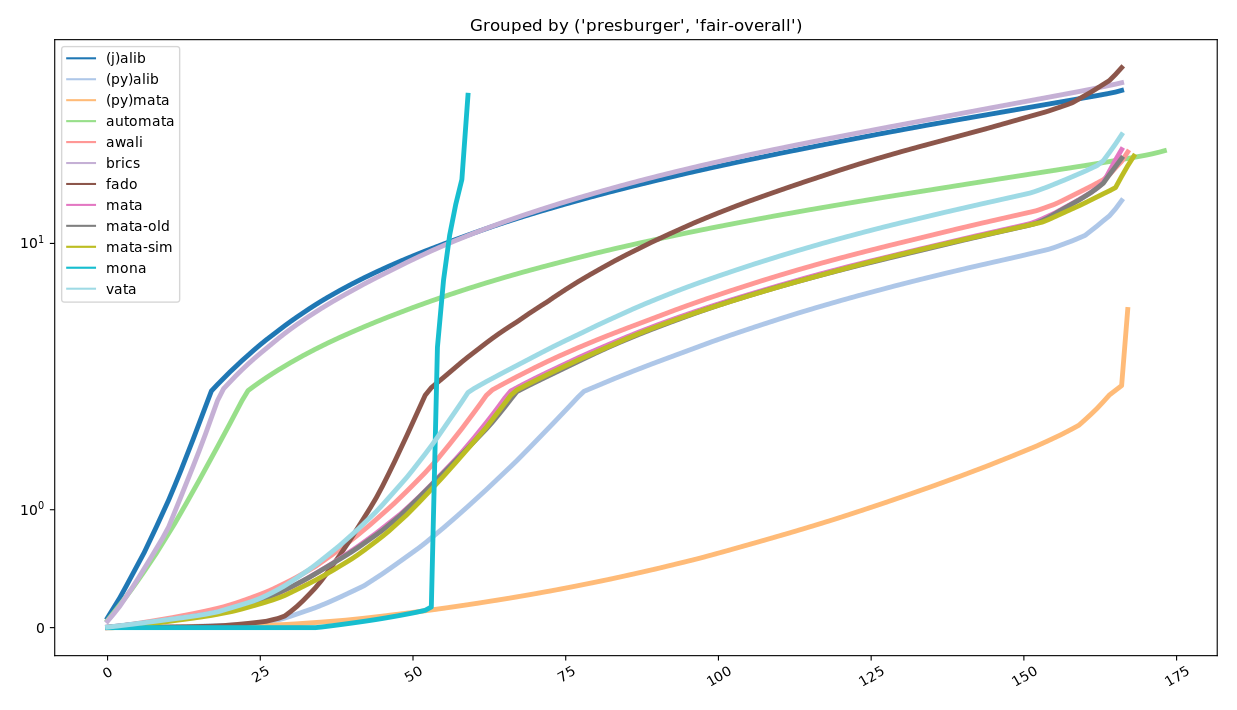 Grouped by ('presburger', 'fair-overall')
(j)alib
(py)alib
(py)mata
automata
awali
brics
fado
mata
mata-old
mata-sim
mona
vata
10¹
10⁰
0
0
25
50
75
100
125
150
175